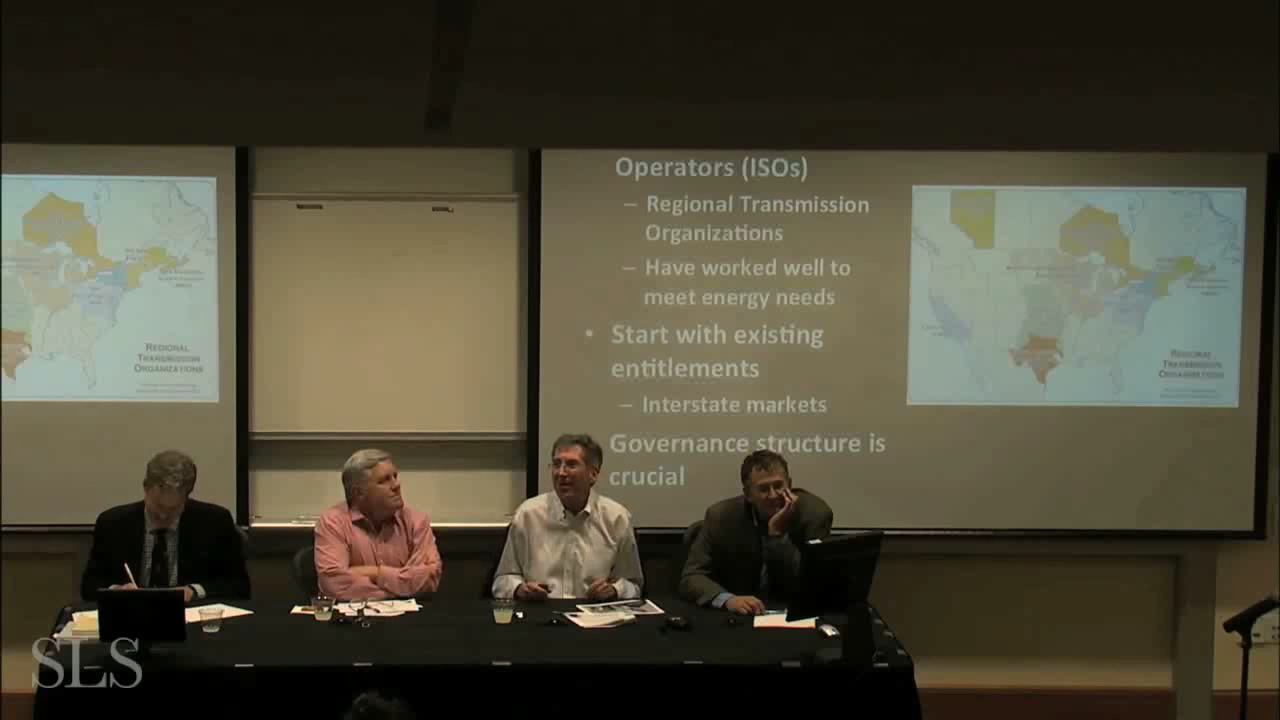 Operators (ISOs)
– Regional Transmission
Organizations
– Have worked well to
meet energy needs
• Start with existing
entitlements
– Interstate markets
Governance structure is
crucial
REGIONAL
TRANSMISSION
ORGANIZATIONS
REGIONAL
TRANSMISSION
ORGANIZATIONS
SLS